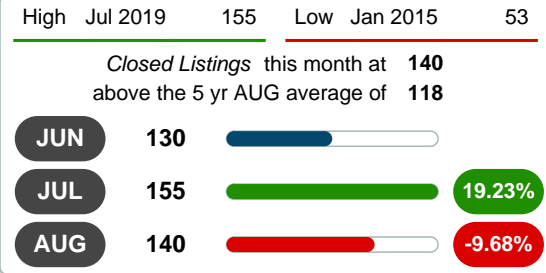 High Jul 2019 155 Low Jan 2015 53
Closed Listings this month at 140
above the 5 yr AUG average of 118
JUN 130
JUL 155 19.23%
AUG 140 -9.68%